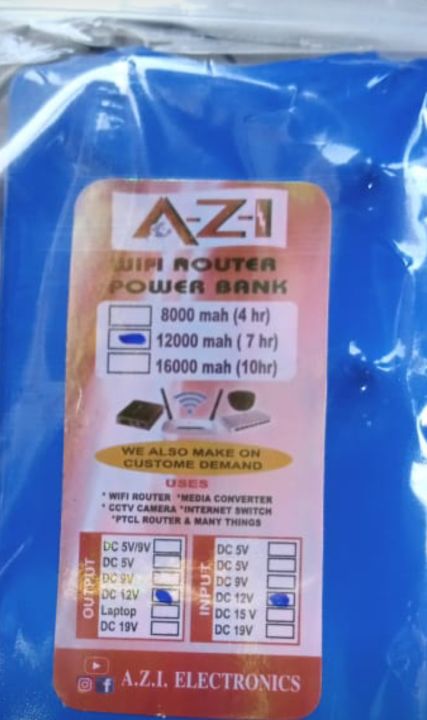 A-Z-I
WIFI ROUTER
POWER BANK
8000 mah (4 hr)
12000 mah ( 7 hr)
16000 mah (10hr)
WE ALSO MAKE ON
CUSTOME DEMAND
USES
* WIFI ROUTER *MEDIA CONVERTER
* CCTV CAMERA *INTERNET SWITCH
*PTCL ROUTER & MANY THINGS
OUTPUT
DC 5V/9V
DC 5V
DC 9V
DC 12V
Laptop
DC 19V
INPUT
DC 5V
DC 5V
DC 9V
DC 12V
DC 15 V
DC 19V
A.Z.I. ELECTRONICS